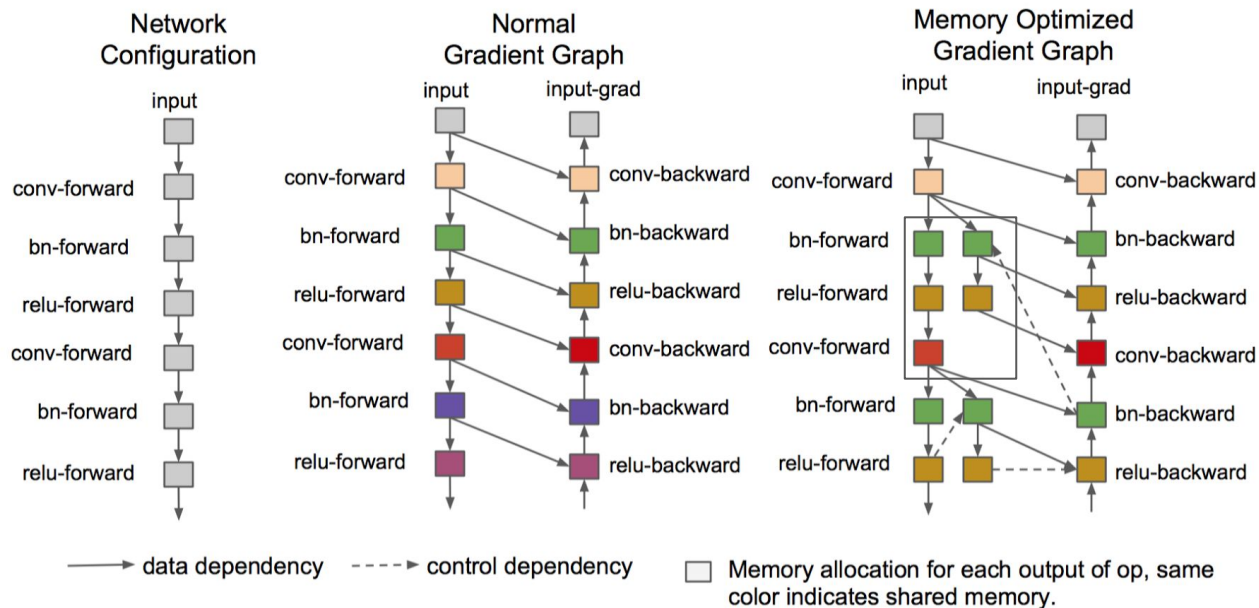 Network
Configuration
input
conv-forward
bn-forward
relu-forward
conv-forward
bn-forward
relu-forward
Normal
Gradient Graph
input
input-grad
conv-forward
conv-backward
bn-forward
bn-backward
relu-forward
relu-backward
conv-forward
conv-backward
bn-forward
bn-backward
relu-forward
relu-backward
Memory Optimized
Gradient Graph
input
input-grad
conv-forward
conv-backward
bn-forward
bn-backward
relu-forward
relu-backward
conv-forward
conv-backward
bn-forward
bn-backward
relu-forward
relu-backward
data dependency
control dependency
Memory allocation for each output of op, same
color indicates shared memory.